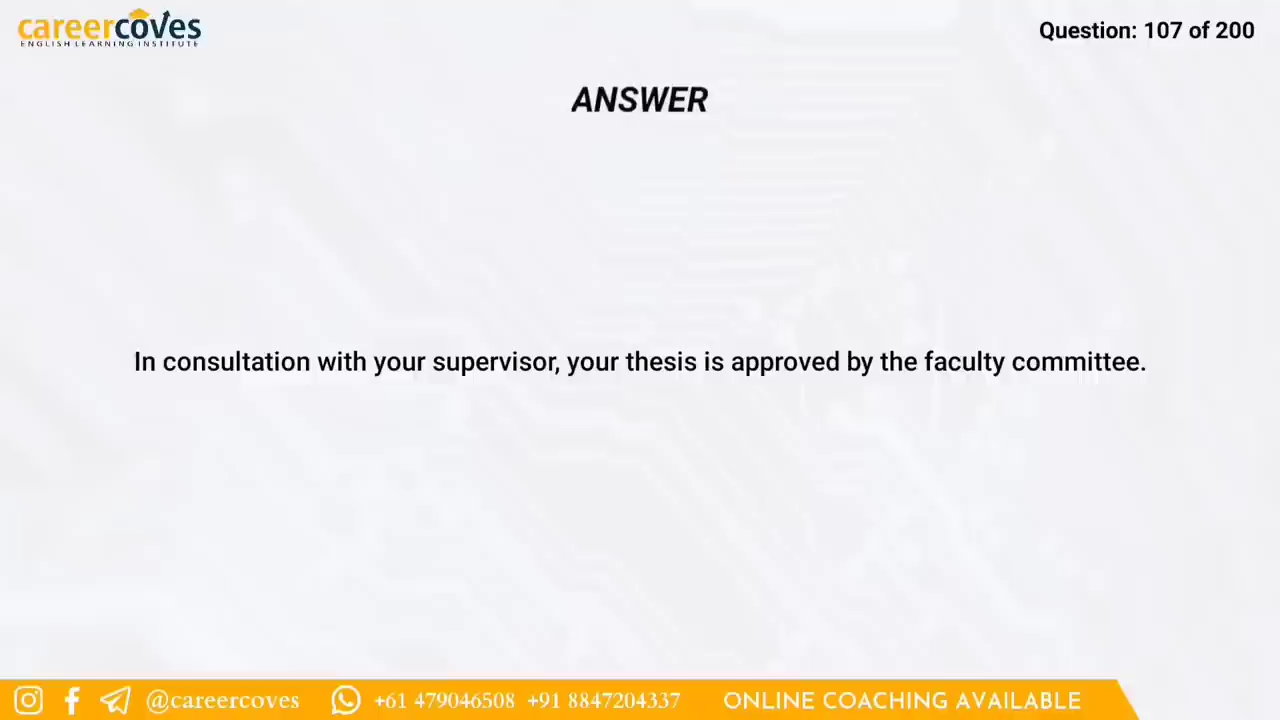 careercoves
ENGLISH LEARNING INSTITUTE
Question: 107 of 200
ANSWER
In consultation with your supervisor, your thesis is approved by the faculty committee.
@careercoves +61 479046508 +91 8847204337 ONLINE COACHING AVAILABLE